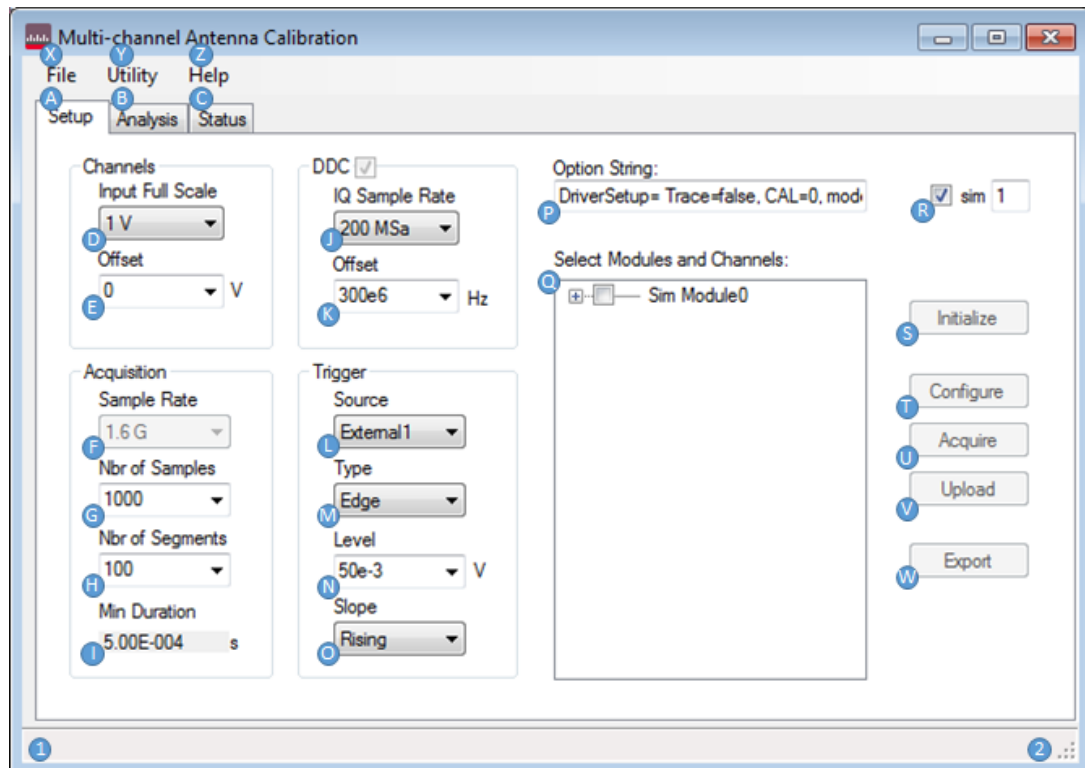 Multi-channel Antenna Calibration
X Y Z
File Utility Help
A B C
Setup Analysis Status
Channels
Input Full Scale
D 1 V
Offset
E 0 V
DDC
IQ Sample Rate
J 200 MSa
Offset
K 300e6 Hz
Acquisition
Sample Rate
F 1.6 G
Nbr of Samples
G 1000
Nbr of Segments
H 100
Min Duration
I 5.00E-004 s
Trigger
Source
L External1
Type
M Edge
Level
N 50e-3 V
Slope
O Rising
Option String:
P DriverSetup= Trace=false, CAL=0, mod
R sim 1
Select Modules and Channels:
Q Sim Module0
S Initialize
T Configure
U Acquire
V Upload
W Export
1 2